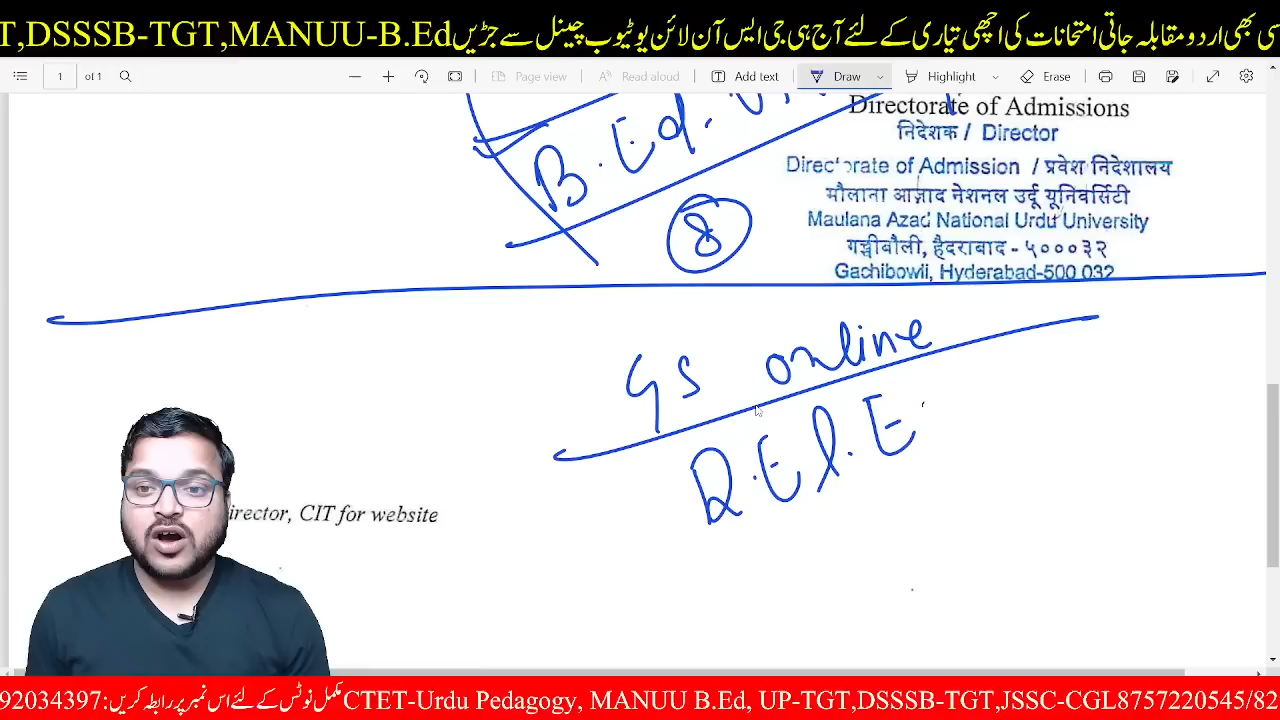 T,DSSSB-TGT,MANUU-B.Ed سی بھی اردو مقابلہ جاتی امتحانات کی اچھی تیاری کے لئے آج ہی جی ایس آن لائن یوٹیوب چینل سے جڑیں
1 of 1 Page view Read aloud Add text Draw Highlight Erase
B.Ed.
Directorate of Admissions
निदेशक / Director
Directorate of Admission / प्रवेश निदेशालय
मौलाना आज़ाद नेशनल उर्दू यूनिवर्सिटी
Maulana Azad National Urdu University
गच्चीबौली, हैदराबाद - ५०००३२
Gachibowli, Hyderabad-500 032
8
GS online
D.El.E
irector, CIT for website
92034397: مکمل نوٹس کے لئے اس نمبر پر رابطہ کریں CTET-Urdu Pedagogy, MANUU B.Ed, UP-TGT,DSSSB-TGT,JSSC-CGL8757220545/82